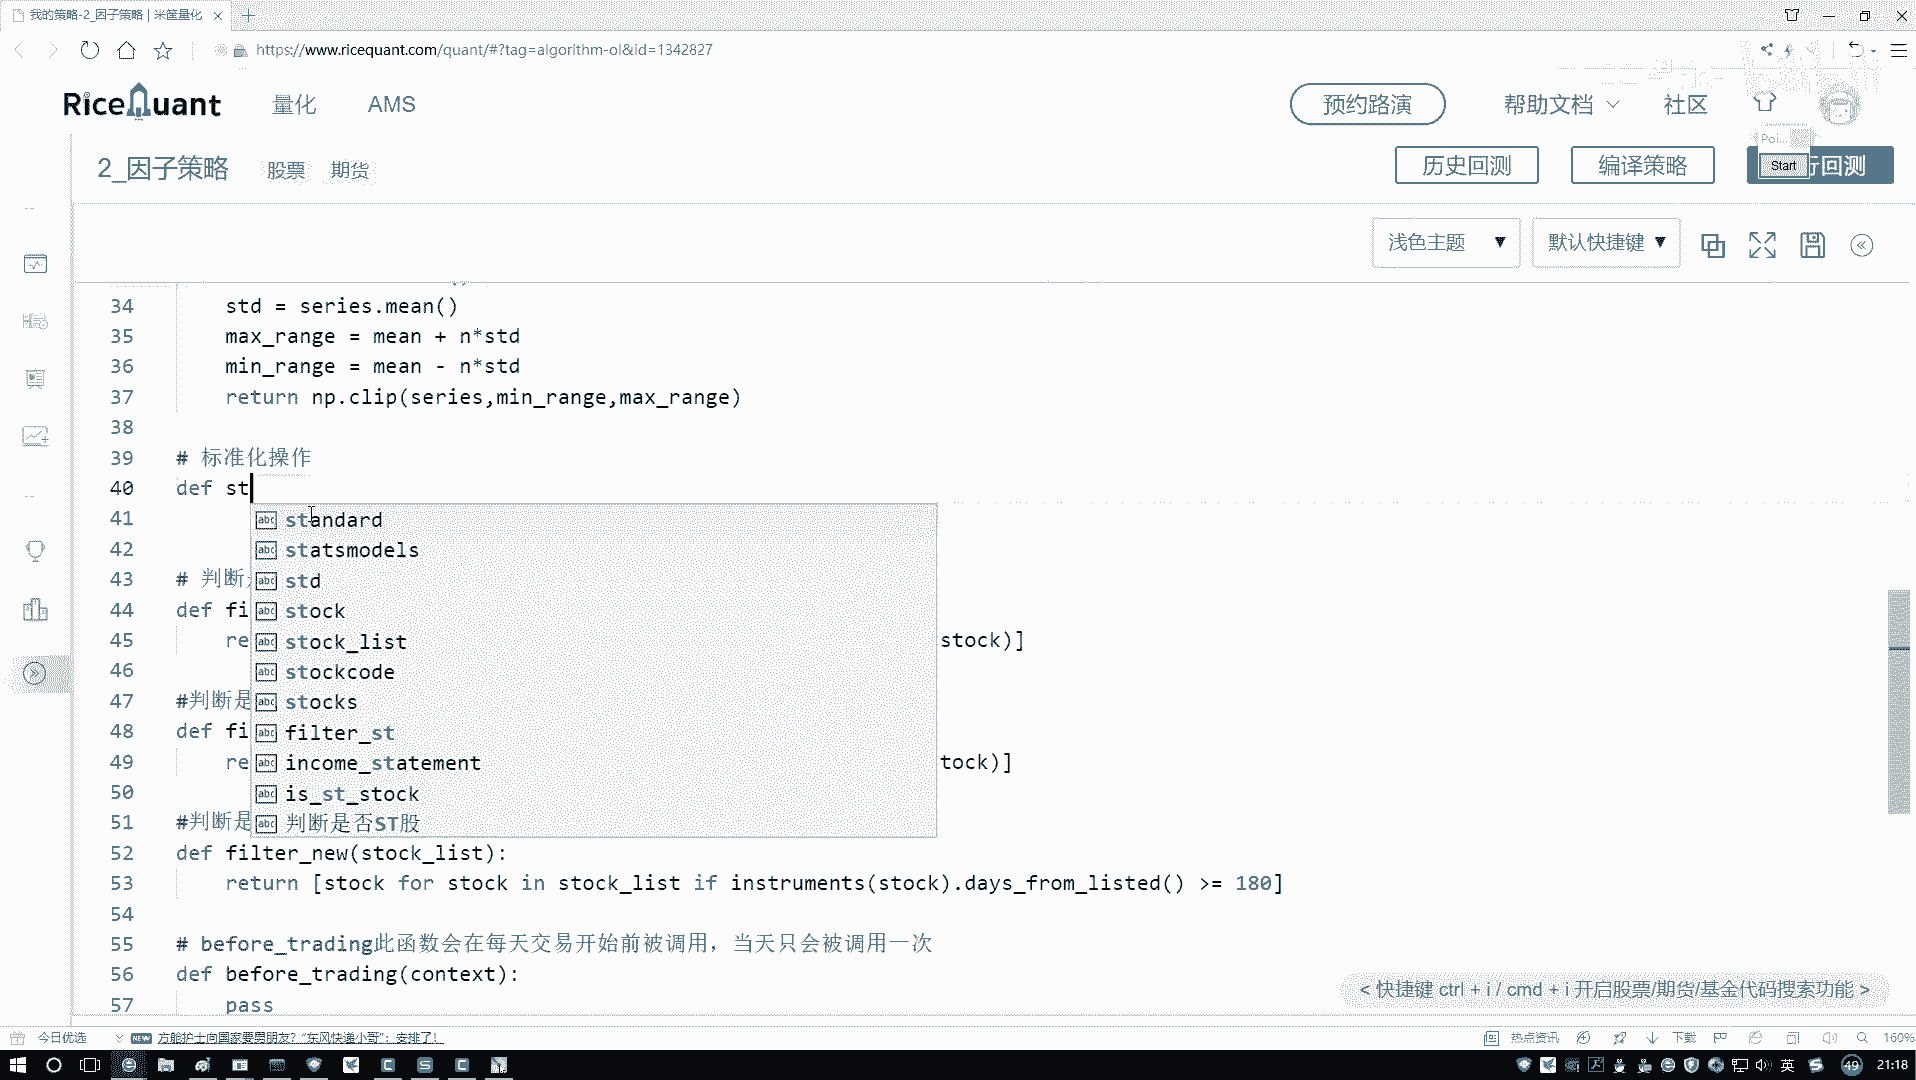 我的策略-2_因子策略 | 米筐量化
https://www.ricequant.com/quant/#?tag=algorithm-ol&id=1342827
RiceQuant 量化 AMS 预约路演 帮助文档 社区
Poi...
2_因子策略 股票 期货 历史回测 编译策略 Start 行回测
浅色主题 默认快捷键
34 std = series.mean()
35 max_range = mean + n*std
36 min_range = mean - n*std
37 return np.clip(series,min_range,max_range)
38
39 # 标准化操作
40 def st
41 standard
42 statsmodels
43 # 判断 std
44 def fi stock
45 re stock_list stock)]
46 stockcode
47 #判断是 stocks
48 def fi filter_st
49 re income_statement tock)]
50 is_st_stock
51 #判断是 判断是否ST股
52 def filter_new(stock_list):
53 return [stock for stock in stock_list if instruments(stock).days_from_listed() >= 180]
54
55 # before_trading此函数会在每天交易开始前被调用，当天只会被调用一次
56 def before_trading(context):
57 pass
< 快捷键 ctrl + i / cmd + i 开启股票/期货/基金代码搜索功能 >
今日优选 NEW 方舱护士向国家要男朋友？“东风快递小哥”：安排了！ 热点资讯 下载 160%
英 49 21:18